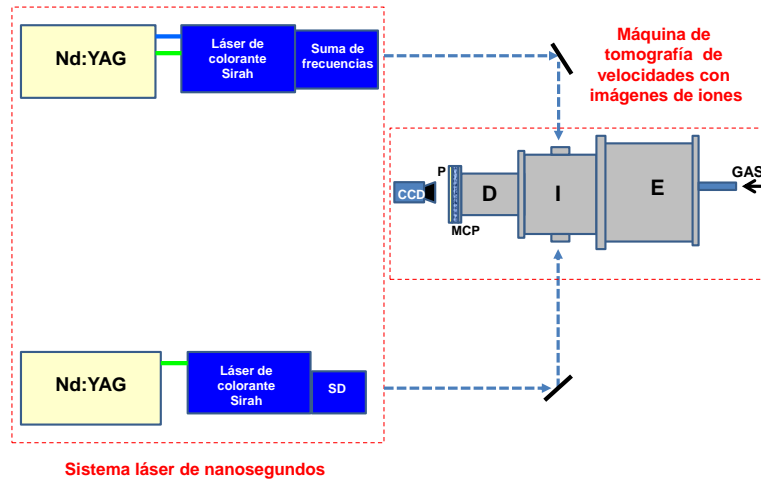 Nd:YAG
Láser de
colorante
Sirah
Suma de
frecuencias
Máquina de
tomografía de
velocidades con
imágenes de iones
CCD
P
MCP
D
I
E
GAS
Nd:YAG
Láser de
colorante
Sirah
SD
Sistema láser de nanosegundos